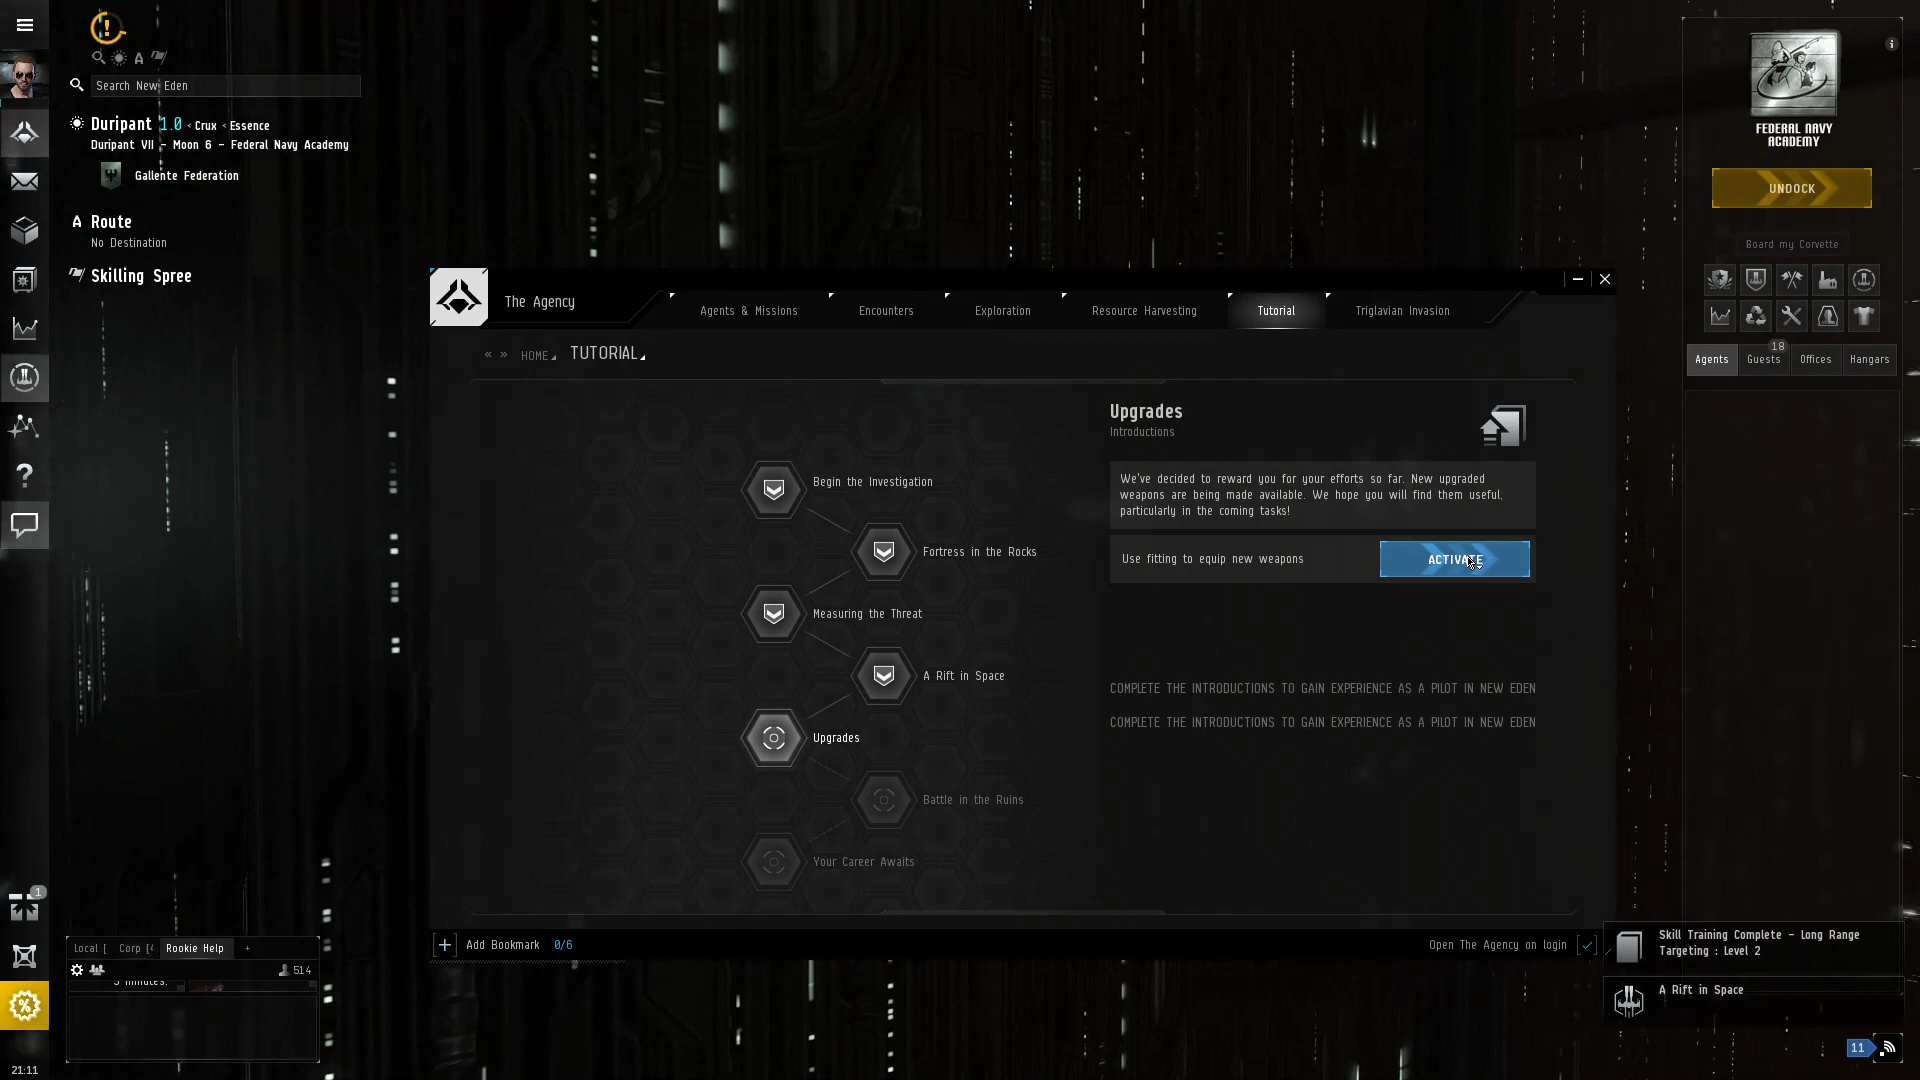 Search New Eden
Duripant 1.0 < Crux < Essence
Duripant VII - Moon 6 - Federal Navy Academy
Gallente Federation
Route
No Destination
Skilling Spree
The Agency
Agents & Missions
Encounters
Exploration
Resource Harvesting
Tutorial
Triglavian Invasion
« » HOME TUTORIAL
Begin the Investigation
Fortress in the Rocks
Measuring the Threat
A Rift in Space
Upgrades
Battle in the Ruins
Your Career Awaits
Upgrades
Introductions
We've decided to reward you for your efforts so far. New upgraded
weapons are being made available. We hope you will find them useful,
particularly in the coming tasks!
Use fitting to equip new weapons
ACTIVATE
COMPLETE THE INTRODUCTIONS TO GAIN EXPERIENCE AS A PILOT IN NEW EDEN
COMPLETE THE INTRODUCTIONS TO GAIN EXPERIENCE AS A PILOT IN NEW EDEN
Add Bookmark 0/6
Open The Agency on login
FEDERAL NAVY
ACADEMY
UNDOCK
Board my Corvette
18
Agents Guests Offices Hangars
Skill Training Complete - Long Range
Targeting : Level 2
A Rift in Space
11
1
Local [ Corp [4 Rookie Help +
514
5 minutes.
21:11